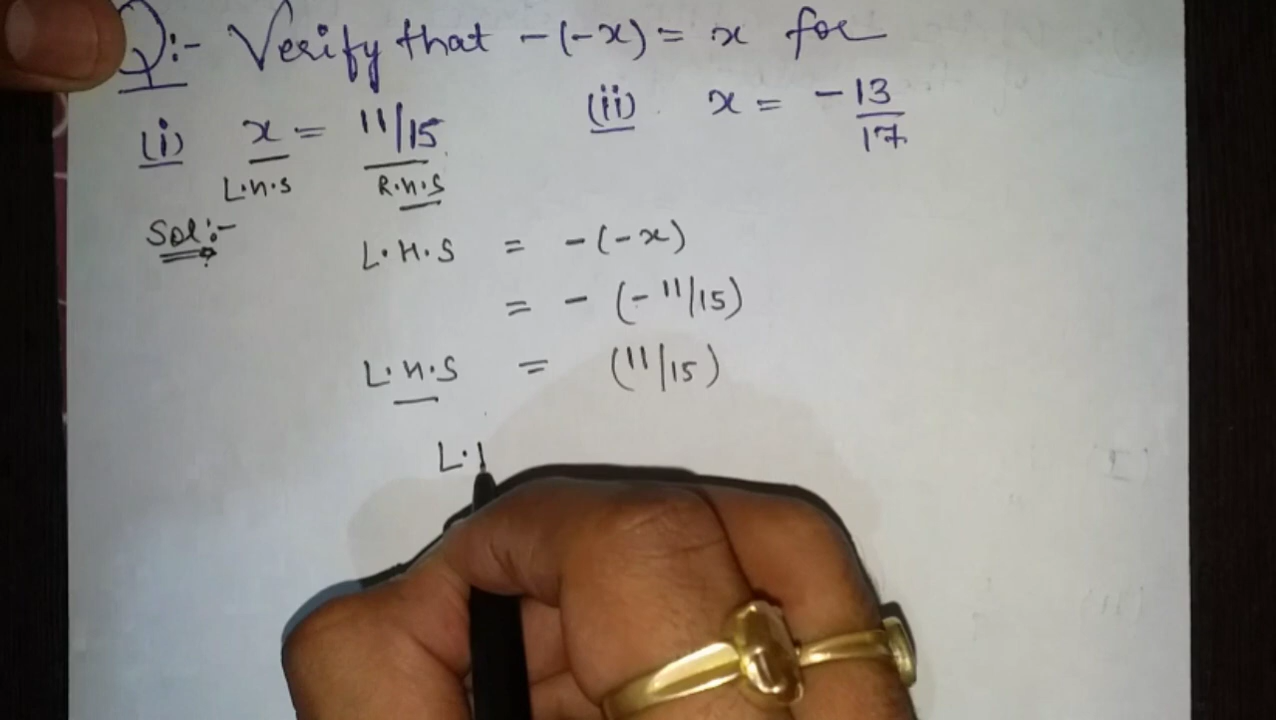 Q:- Verify that -(-x) = x for
(i) x = 11/15 (ii) x = -13/17
L.H.S R.H.S
Sol:- L.H.S = -(-x)
= - (-11/15)
L.H.S = (11/15)
L.